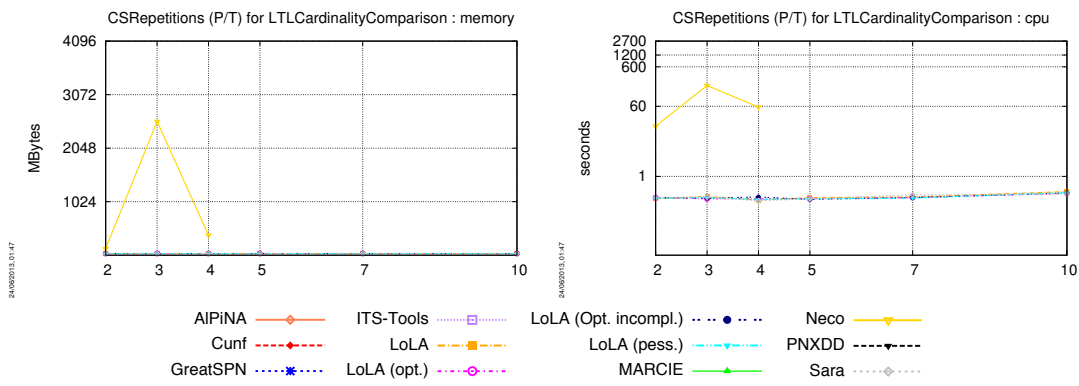 CSRepetitions (P/T) for LTLCardinalityComparison : memory
4096
3072
2048
1024
MBytes
2 3 4 5 7 10
24/06/2013, 01:47
CSRepetitions (P/T) for LTLCardinalityComparison : cpu
2700
1200
600
60
1
seconds
2 3 4 5 7 10
24/06/2013, 01:47
AlPiNA ITS-Tools LoLA (Opt. incompl.) Neco
Cunf LoLA LoLA (pess.) PNXDD
GreatSPN LoLA (opt.) MARCIE Sara